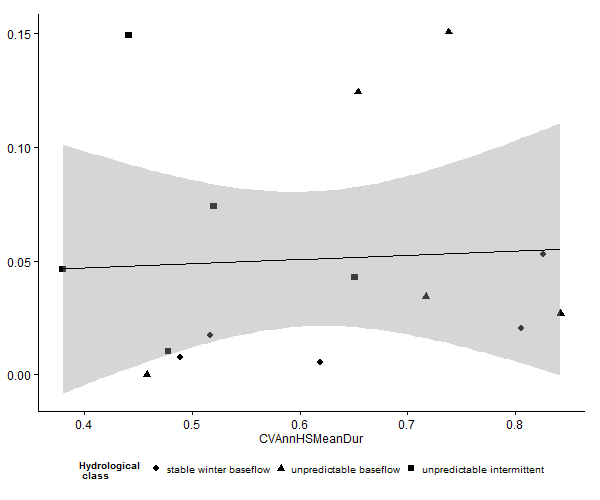 0.15
0.10
0.05
0.00
0.4 0.5 0.6 0.7 0.8
CVAnnHSMeanDur
Hydrological class stable winter baseflow unpredictable baseflow unpredictable intermittent